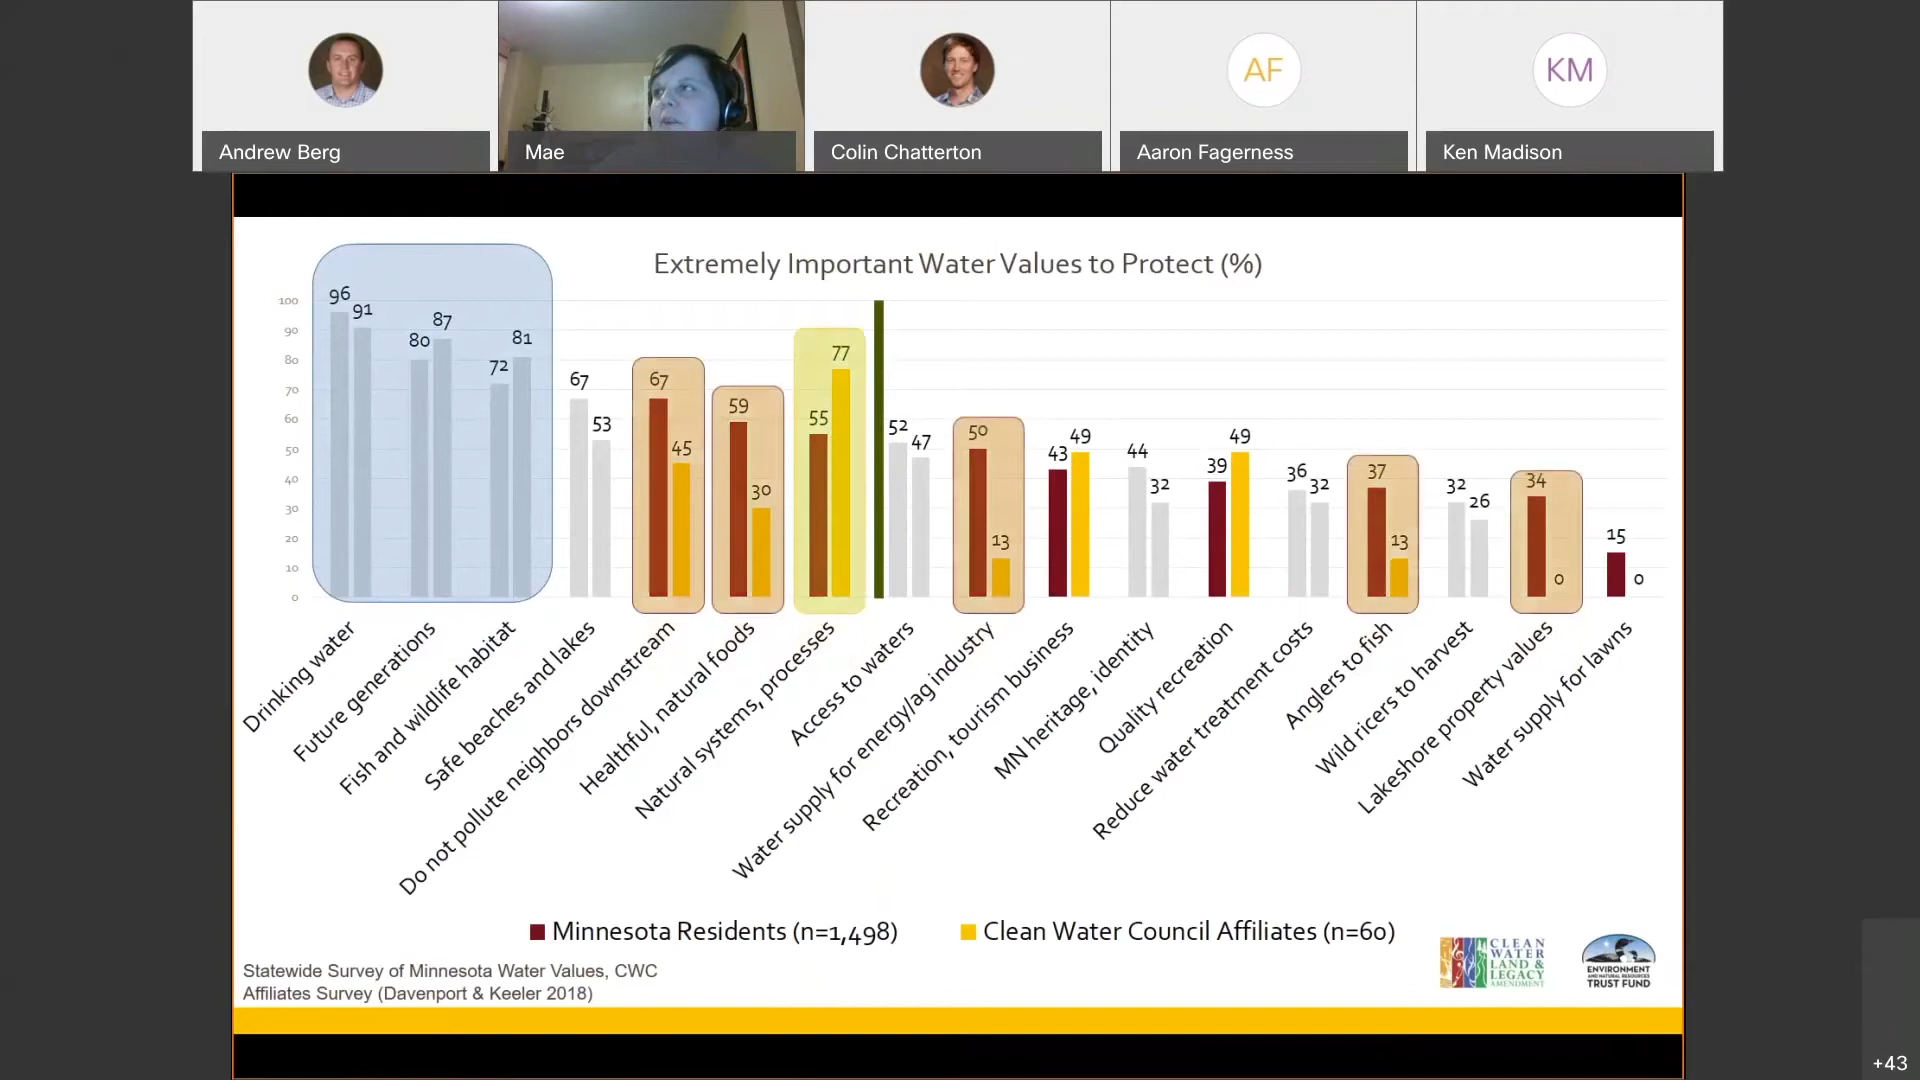 AF
KM
Andrew Berg
Mae
Colin Chatterton
Aaron Fagerness
Ken Madison
Extremely Important Water Values to Protect (%)
100
90
80
70
60
50
40
30
20
10
0
96 91
80 87
72 81
67 53
67 45
59 30
55 77
52 47
50 13
43 49
44 32
39 49
36 32
37 13
32 26
34 0
15 0
Drinking water
Future generations
Fish and wildlife habitat
Safe beaches and lakes
Do not pollute neighbors downstream
Healthful, natural foods
Natural systems, processes
Access to waters
Water supply for energy/ag industry
Recreation, tourism business
MN heritage, identity
Quality recreation
Reduce water treatment costs
Anglers to fish
Wild ricers to harvest
Lakeshore property values
Water supply for lawns
Minnesota Residents (n=1,498)
Clean Water Council Affiliates (n=60)
Statewide Survey of Minnesota Water Values, CWC
Affiliates Survey (Davenport & Keeler 2018)
CLEAN
WATER
LAND &
LEGACY
AMENDMENT
ENVIRONMENT
AND NATURAL RESOURCES
TRUST FUND
+43